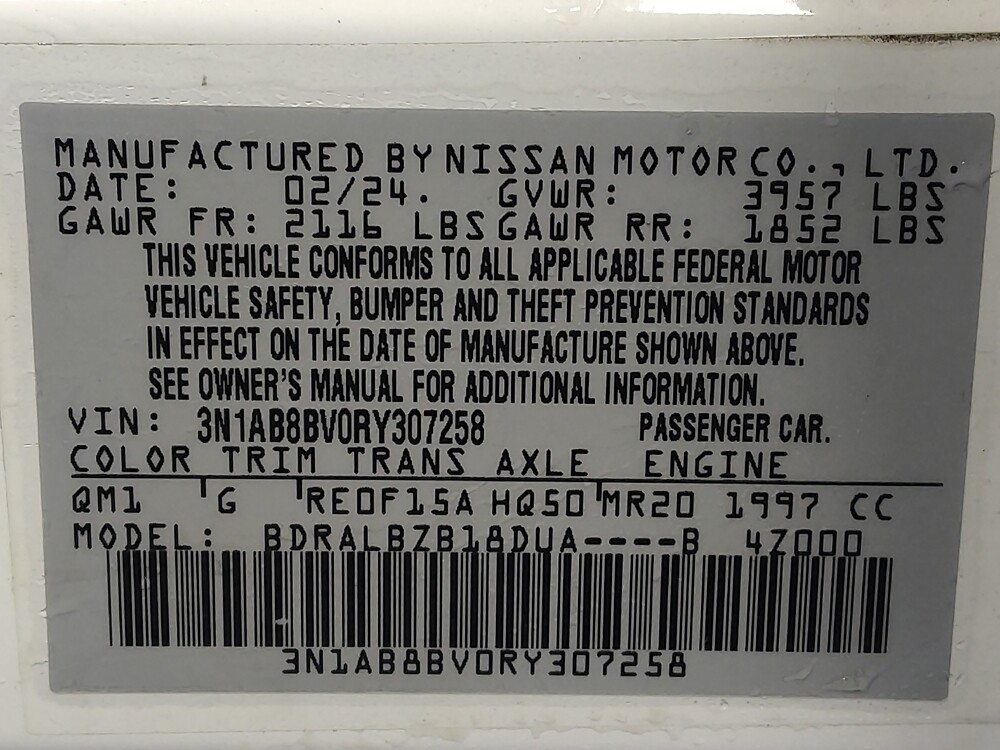 MANUFACTURED BY NISSAN MOTOR CO., LTD.
DATE: 02/24. GVWR: 3957 LBS
GAWR FR: 2116 LBS GAWR RR: 1852 LBS
THIS VEHICLE CONFORMS TO ALL APPLICABLE FEDERAL MOTOR
VEHICLE SAFETY, BUMPER AND THEFT PREVENTION STANDARDS
IN EFFECT ON THE DATE OF MANUFACTURE SHOWN ABOVE.
SEE OWNER'S MANUAL FOR ADDITIONAL INFORMATION.
VIN: 3N1AB8BV0RY307258 PASSENGER CAR.
COLOR TRIM TRANS AXLE ENGINE
QM1 G RE0F15A HQ50 MR20 1997 CC
MODEL: BDRALBZB18DUA----B 4Z000
3N1AB8BV0RY307258